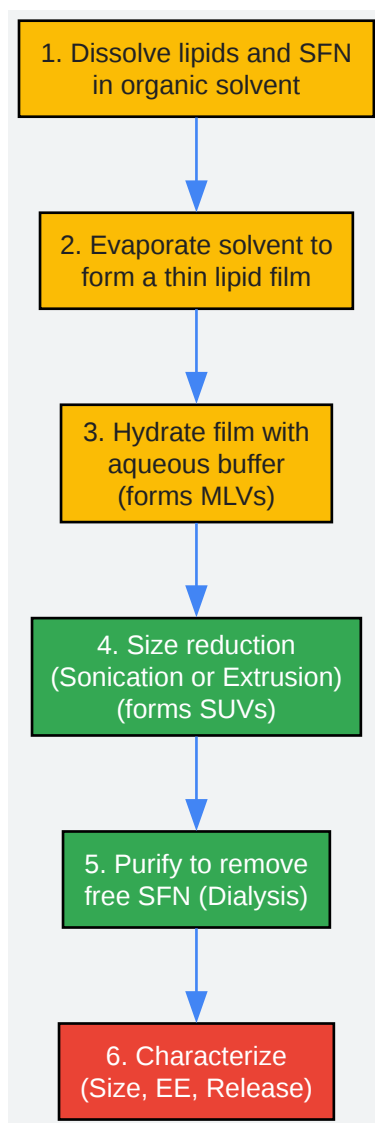 1. Dissolve lipids and SFN
in organic solvent
2. Evaporate solvent to
form a thin lipid film
3. Hydrate film with
aqueous buffer
(forms MLVs)
4. Size reduction
(Sonication or Extrusion)
(forms SUVs)
5. Purify to remove
free SFN (Dialysis)
6. Characterize
(Size, EE, Release)